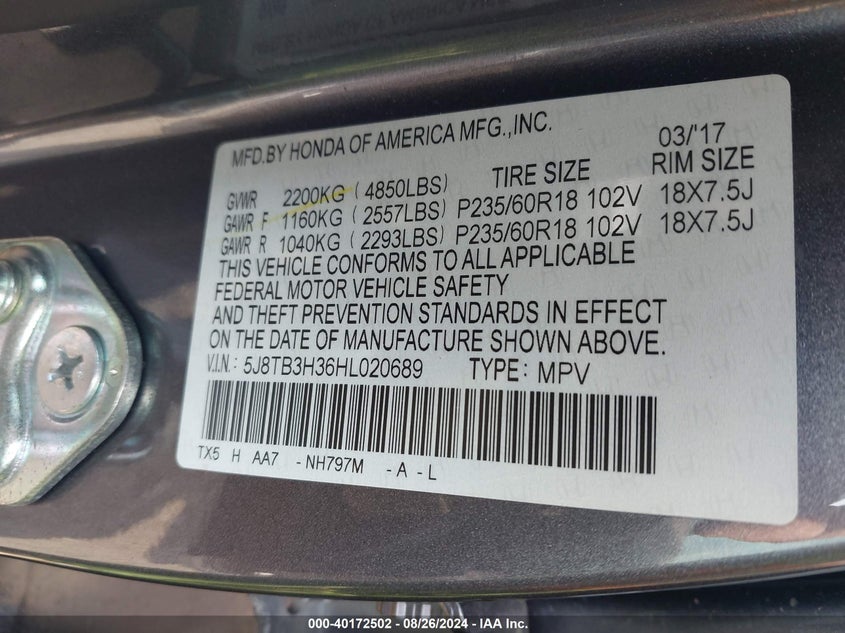 MFD.BY HONDA OF AMERICA MFG.,INC. 03/'17
TIRE SIZE RIM SIZE
GVWR 2200KG (4850LBS)
GAWR F 1160KG (2557LBS) P235/60R18 102V 18X7.5J
GAWR R 1040KG (2293LBS) P235/60R18 102V 18X7.5J
THIS VEHICLE CONFORMS TO ALL APPLICABLE
FEDERAL MOTOR VEHICLE SAFETY
AND THEFT PREVENTION STANDARDS IN EFFECT
ON THE DATE OF MANUFACTURE SHOWN ABOVE.
V.I.N.: 5J8TB3H36HL020689 TYPE: MPV
TX5 H AA7 - NH797M - A - L
000-40172502 - 08/26/2024 - IAA Inc.